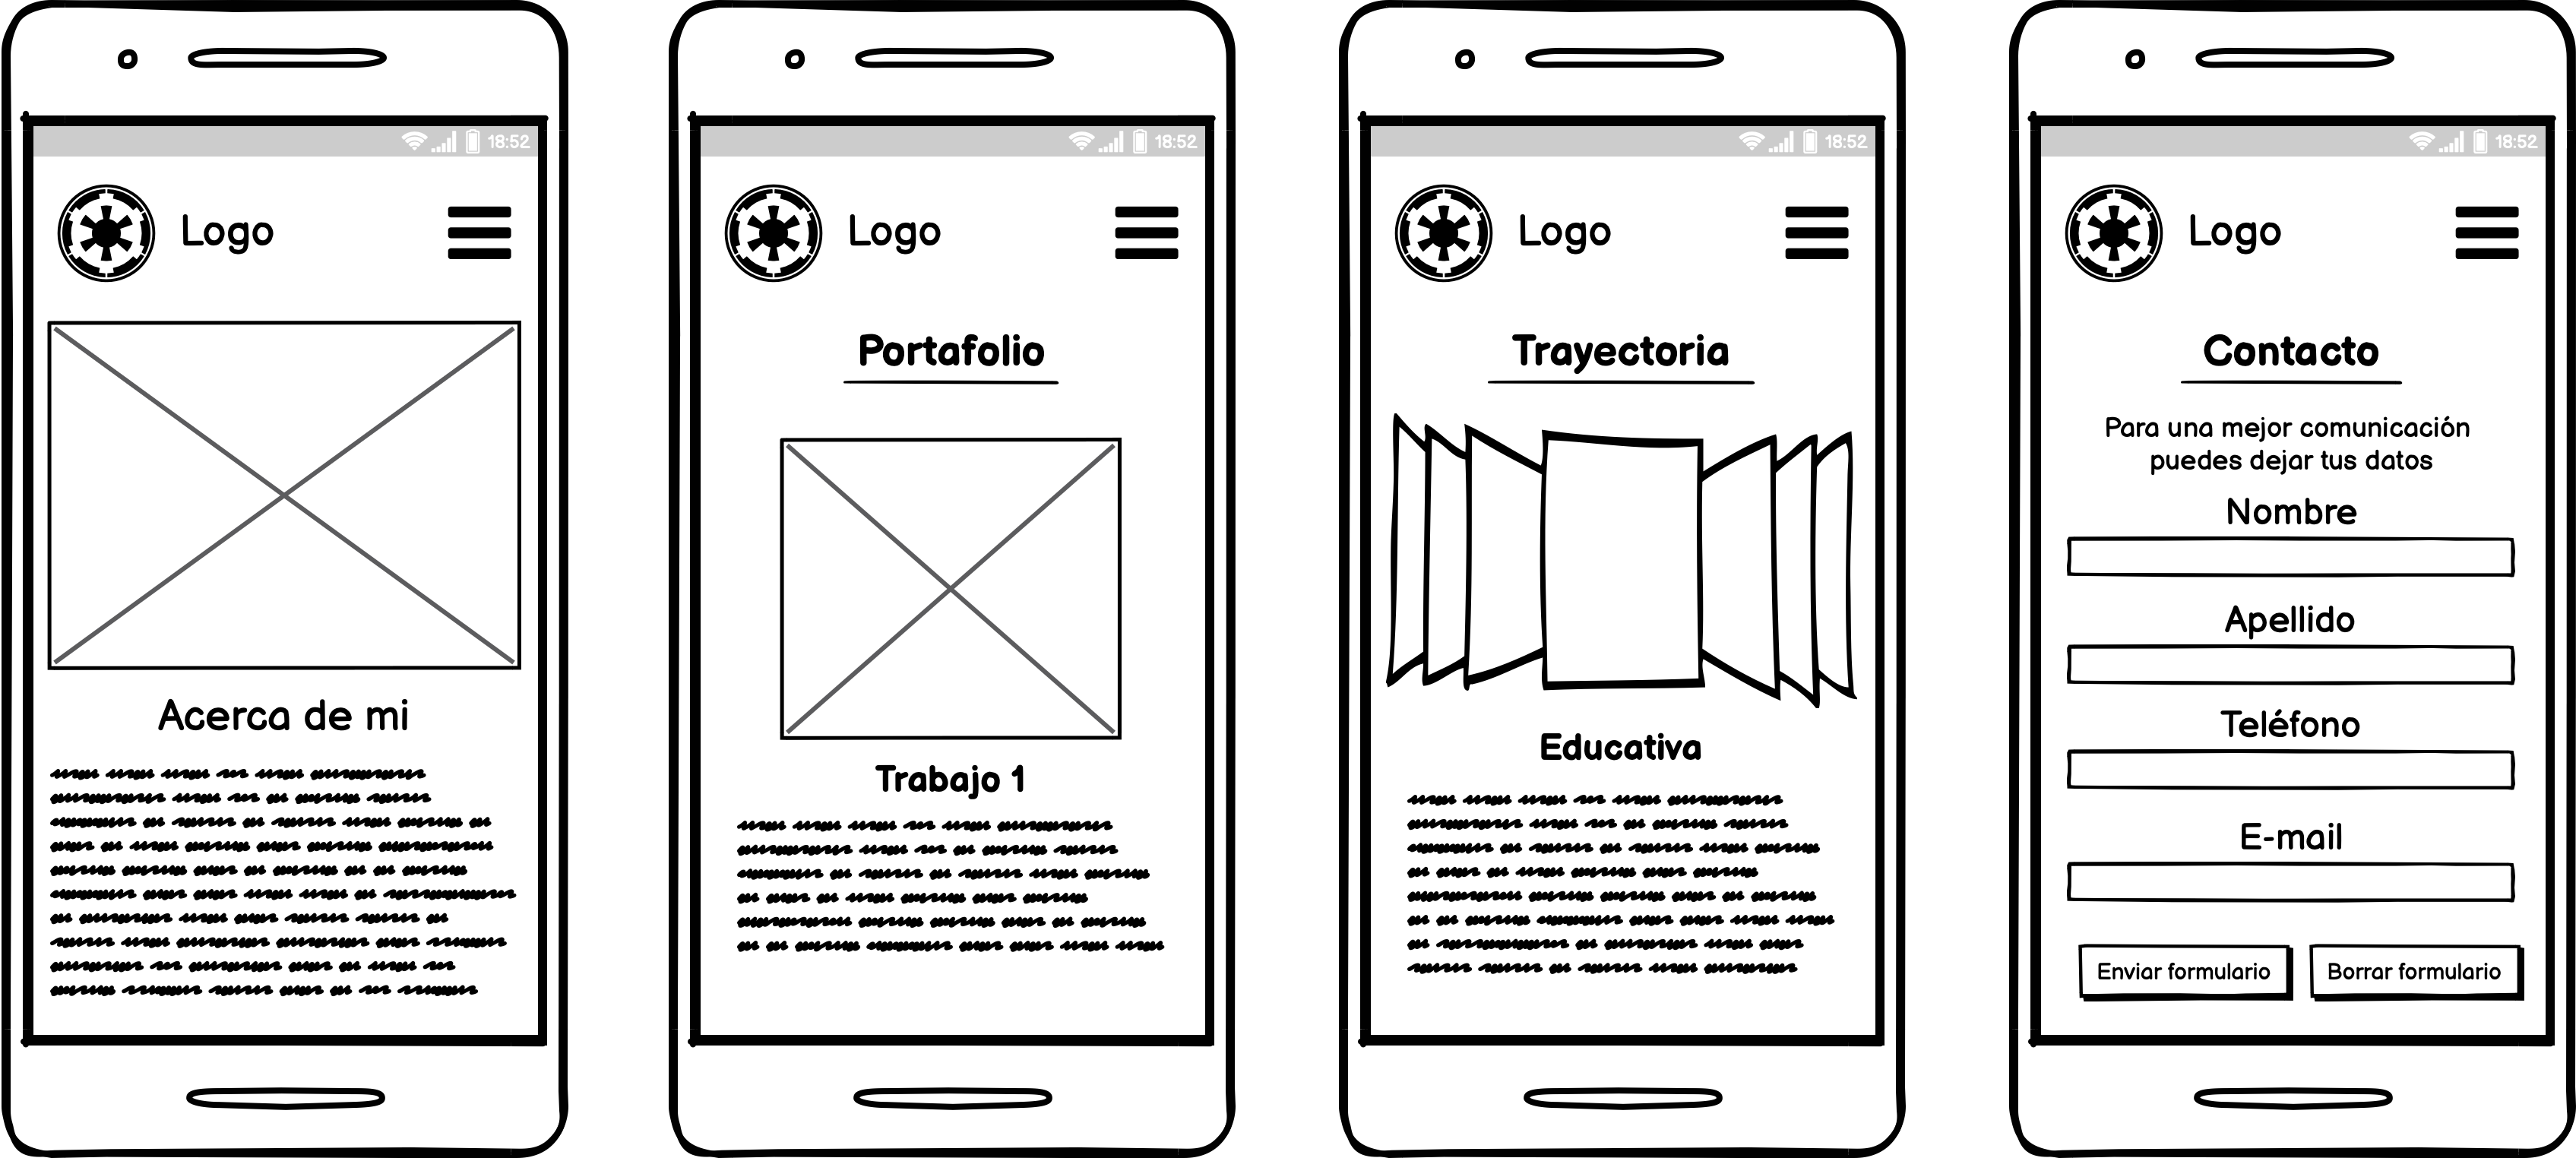 18:52
Logo
Acerca de mi
18:52
Logo
Portafolio
Trabajo 1
18:52
Logo
Trayectoria
Educativa
18:52
Logo
Contacto
Para una mejor comunicación
puedes dejar tus datos
Nombre
Apellido
Teléfono
E-mail
Enviar formulario
Borrar formulario